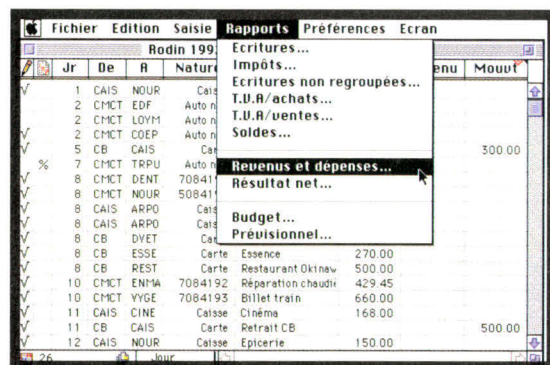 Fichier Edition Saisie Rapports Préférences Ecran
Rodin 199
Jr De A Nature enu Mouvt
Ecritures...
Impôts...
Ecritures non regroupées...
T.V.A/achats...
T.V.A/ventes...
Soldes...
Revenus et dépenses...
Résultat net...
Budget...
Prévisionnel...
√ 1 CAIS NOUR Cais
2 CMCT EDF Auto n
2 CMCT LOYM Auto n
√ 2 CMCT COEP Auto n
√ 5 CB CAIS Car 300.00
% 7 CMCT TRPU Auto n
√ 8 CMCT DENT 708419
√ 8 CMCT NOUR 508419
√ 8 CAIS ARPO Cais
√ 8 CAIS ARPO Cais
√ 8 CB DYET Car
√ 8 CB ESSE Carte Essence 270.00
√ 8 CB REST Carte Restaurant Okinaw 500.00
√ 10 CMCT ENMA 7084192 Réparation chaudiè 429.45
√ 10 CMCT YYGE 7084193 Billet train 660.00
√ 11 CAIS CINE Caisse Cinéma 168.00
√ 11 CB CAIS Carte Retrait CB 500.00
√ 12 CAIS NOUR Caisse Epicerie 150.00
26 Jour